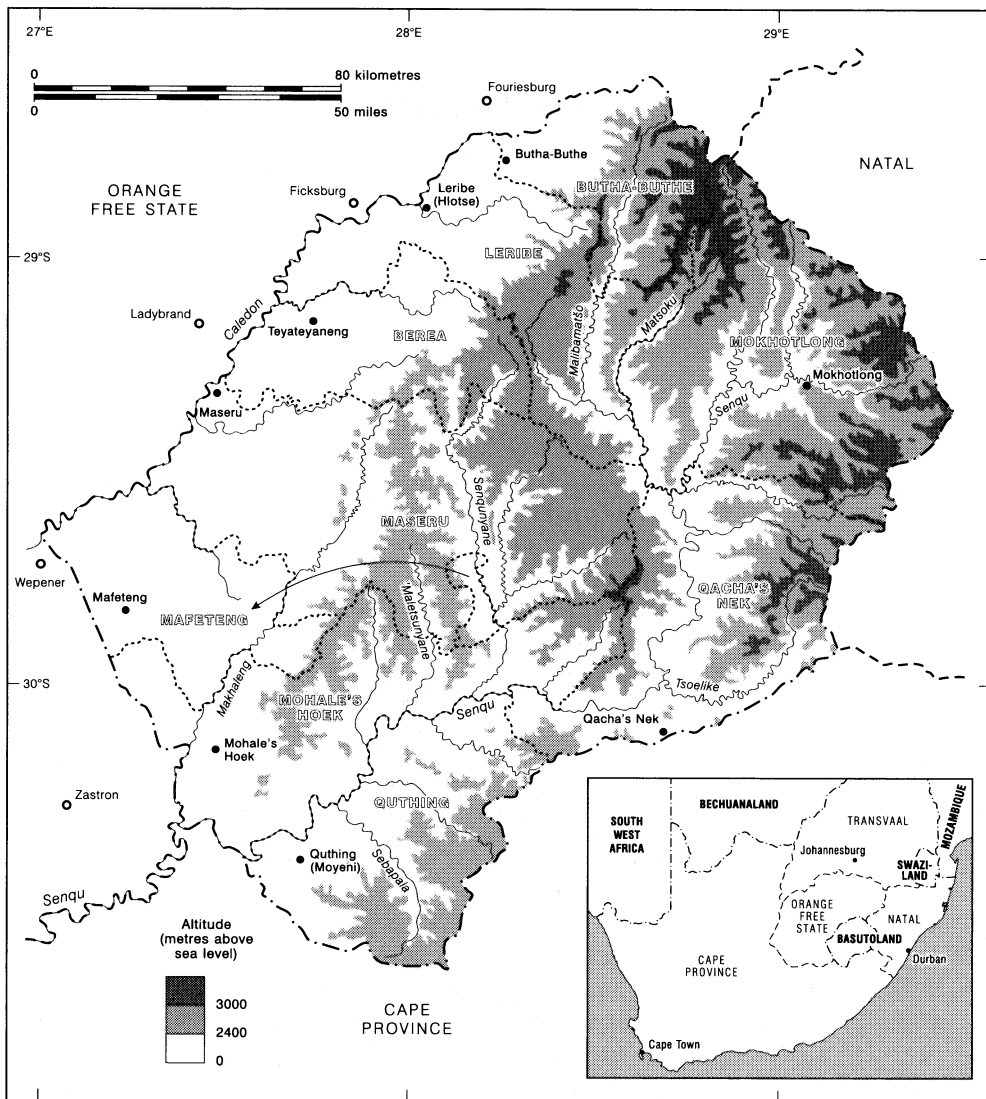 27°E
28°
29°E
0
80 kilometres
0
50 miles
Fouriesburg
Butha-Buthe
NATAL
ORANGE
FREE STATE
Ficksburg
Leribe
(Hlotse)
BUTHA-BUTHE
29°S
LERIBE
Ladybrand
Caledon
Teyateyaneng
BEREA
Malibamatšo
Matsoku
MOKHOTLONG
Mokhotlong
Maseru
Senqu
Senqunyane
MASERU
Wepener
Mafeteng
MAFETENG
'Maletsunyane
QACHA'S
NEK
30°S
Makhaleng
MOHALE'S
HOEK
Tsoelike
Senqu
Qacha's Nek
Mohale's
Hoek
Zastron
QUTHING
Quthing
(Moyeni)
Sebapala
Senqu
Altitude
(metres above
sea level)
3000
2400
0
CAPE
PROVINCE
SOUTH
WEST
AFRICA
BECHUANALAND
TRANSVAAL
MOZAMBIQUE
Johannesburg
SWAZI-
LAND
ORANGE
FREE
STATE
NATAL
BASUTOLAND
Durban
CAPE
PROVINCE
Cape Town